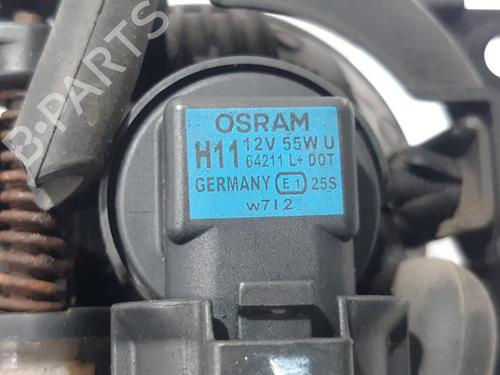 B-PARTS
OSRAM
H11 12V 55W U
64211 L+ DOT
GERMANY E1 25S
w712